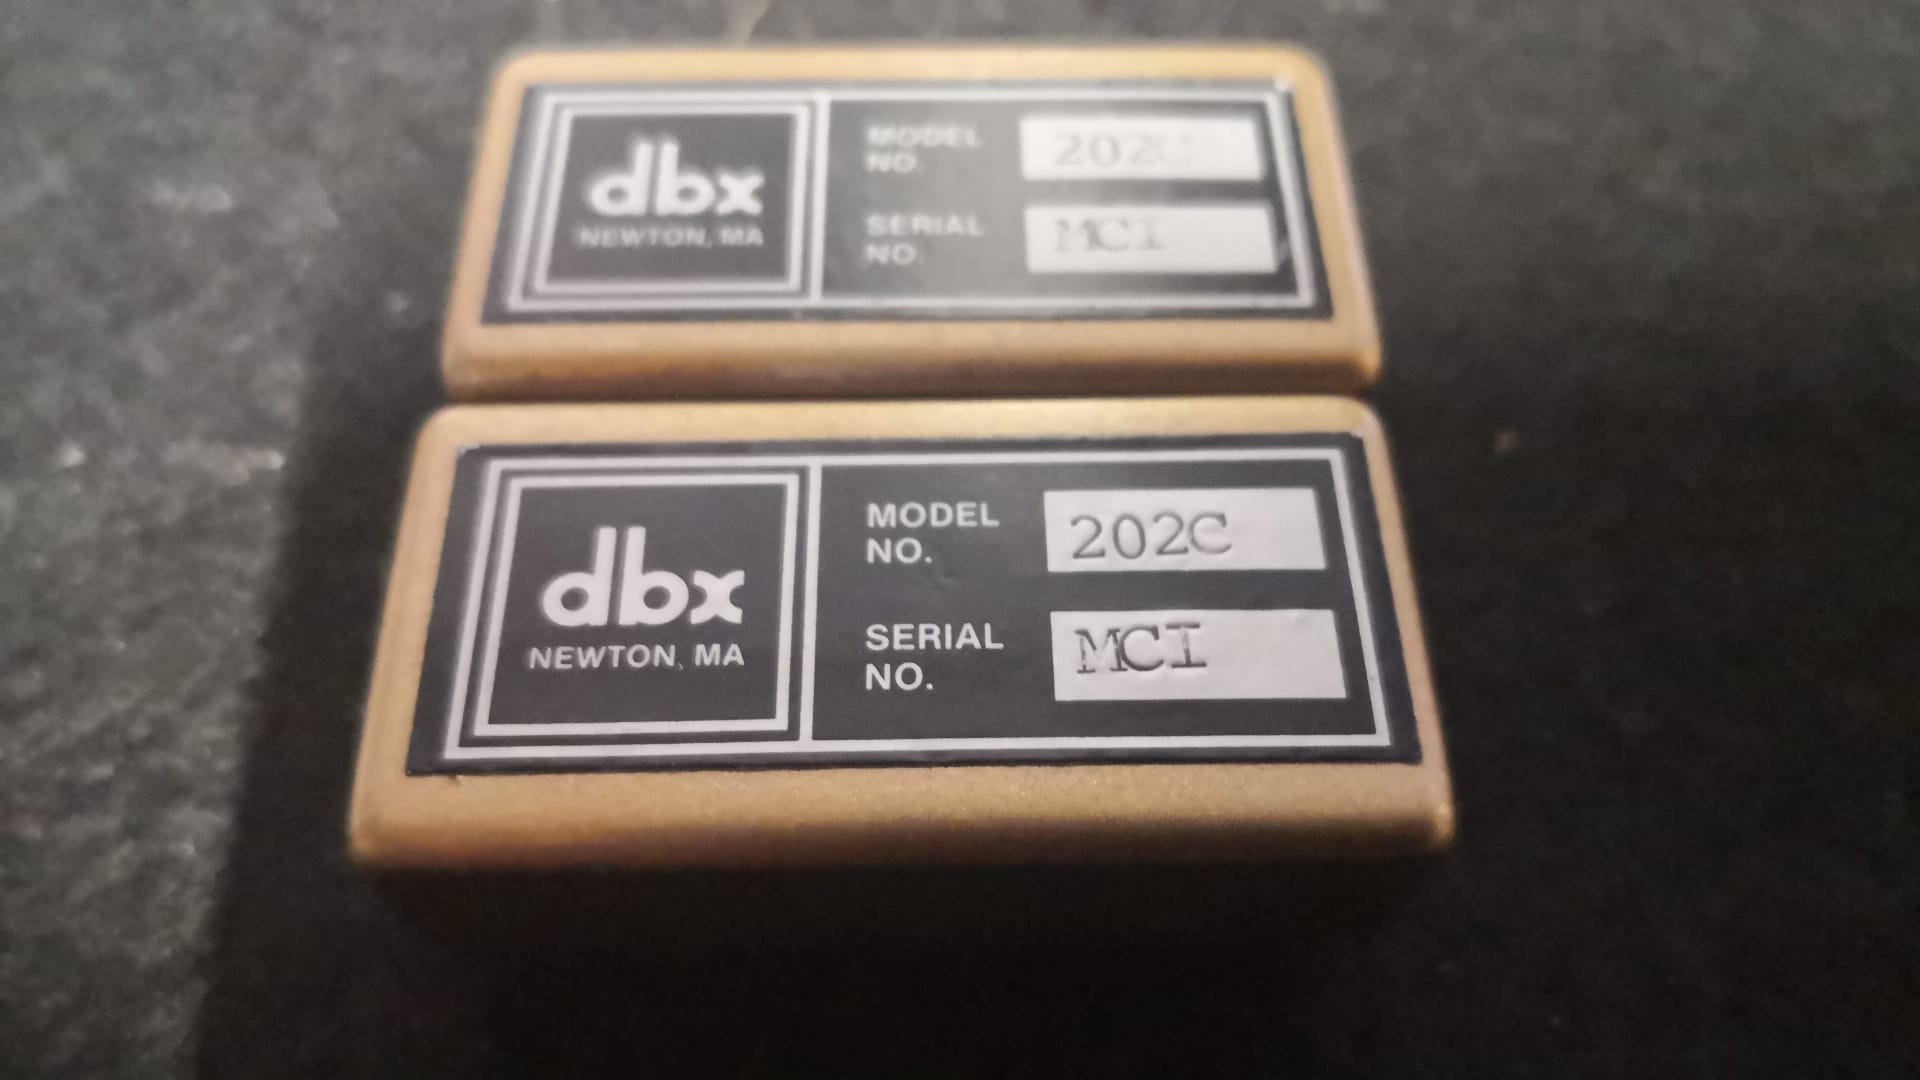 dbx
NEWTON, MA
MODEL NO. 202C
SERIAL NO. MCI
dbx
NEWTON, MA
MODEL NO. 202C
SERIAL NO. MCI